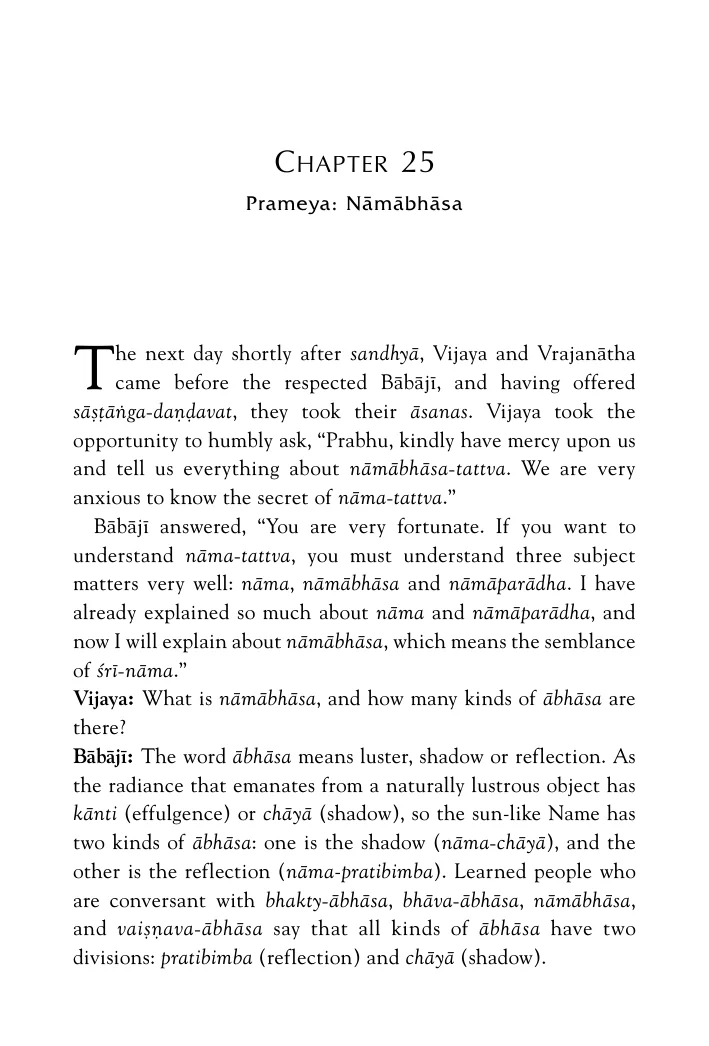 CHAPTER 25
Prameya: Nāmābhāsa
The next day shortly after sandhyā, Vijaya and Vrajanātha
came before the respected Bābājī, and having offered
sāṣṭāṅga-daṇḍavat, they took their āsanas. Vijaya took the
opportunity to humbly ask, “Prabhu, kindly have mercy upon us
and tell us everything about nāmābhāsa-tattva. We are very
anxious to know the secret of nāma-tattva.”
Bābājī answered, “You are very fortunate. If you want to
understand nāma-tattva, you must understand three subject
matters very well: nāma, nāmābhāsa and nāmāparādha. I have
already explained so much about nāma and nāmāparādha, and
now I will explain about nāmābhāsa, which means the semblance
of śrī-nāma.”
Vijaya: What is nāmābhāsa, and how many kinds of ābhāsa are
there?
Bābājī: The word ābhāsa means luster, shadow or reflection. As
the radiance that emanates from a naturally lustrous object has
kānti (effulgence) or chāyā (shadow), so the sun-like Name has
two kinds of ābhāsa: one is the shadow (nāma-chāyā), and the
other is the reflection (nāma-pratibimba). Learned people who
are conversant with bhakty-ābhāsa, bhāva-ābhāsa, nāmābhāsa,
and vaiṣṇava-ābhāsa say that all kinds of ābhāsa have two
divisions: pratibimba (reflection) and chāyā (shadow).